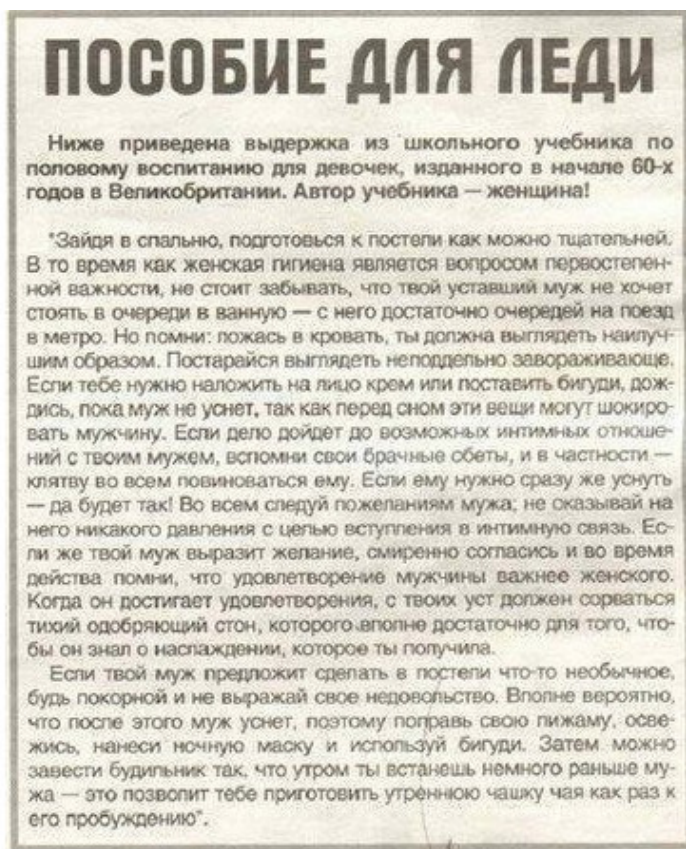 ПОСОБИЕ ДЛЯ ЛЕДИ
Ниже приведена выдержка из школьного учебника по
половому воспитанию для девочек, изданного в начале 60-х
годов в Великобритании. Автор учебника — женщина!
"Зайдя в спальню, подготовься к постели как можно тщательней.
В то время как женская гигиена является вопросом первостепен-
ной важности, не стоит забывать, что твой уставший муж не хочет
стоять в очереди в ванную — с него достаточно очередей на поезд
в метро. Но помни: ложась в кровать, ты должна выглядеть наилуч-
шим образом. Постарайся выглядеть неподдельно завораживающе.
Если тебе нужно наложить на лицо крем или поставить бигуди, дож-
дись, пока муж не уснет, так как перед сном эти вещи могут шокиро-
вать мужчину. Если дело дойдет до возможных интимных отноше-
ний с твоим мужем, вспомни свои брачные обеты, и в частности —
клятву во всем повиноваться ему. Если ему нужно сразу же уснуть
— да будет так! Во всем следуй пожеланиям мужа; не оказывай на
него никакого давления с целью вступления в интимную связь. Ес-
ли же твой муж выразит желание, смиренно согласись и во время
действа помни, что удовлетворение мужчины важнее женского.
Когда он достигает удовлетворения, с твоих уст должен сорваться
тихий одобряющий стон, которого вполне достаточно для того, что-
бы он знал о наслаждении, которое ты получила.
Если твой муж предложит сделать в постели что-то необычное,
будь покорной и не выражай свое недовольство. Вполне вероятно,
что после этого муж уснет, поэтому поправь свою пижаму, осве-
жись, нанеси ночную маску и используй бигуди. Затем можно
завести будильник так, что утром ты встанешь немного раньше му-
жа — это позволит тебе приготовить утреннюю чашку чая как раз к
его пробуждению".